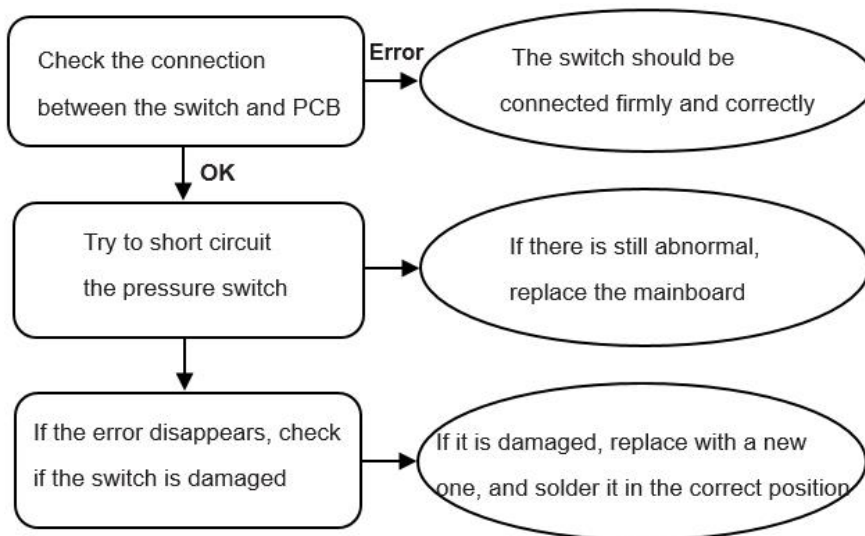 Check the connection
between the switch and PCB
Error
The switch should be
connected firmly and correctly
OK
Try to short circuit
the pressure switch
If there is still abnormal,
replace the mainboard
If the error disappears, check
if the switch is damaged
If it is damaged, replace with a new
one, and solder it in the correct position